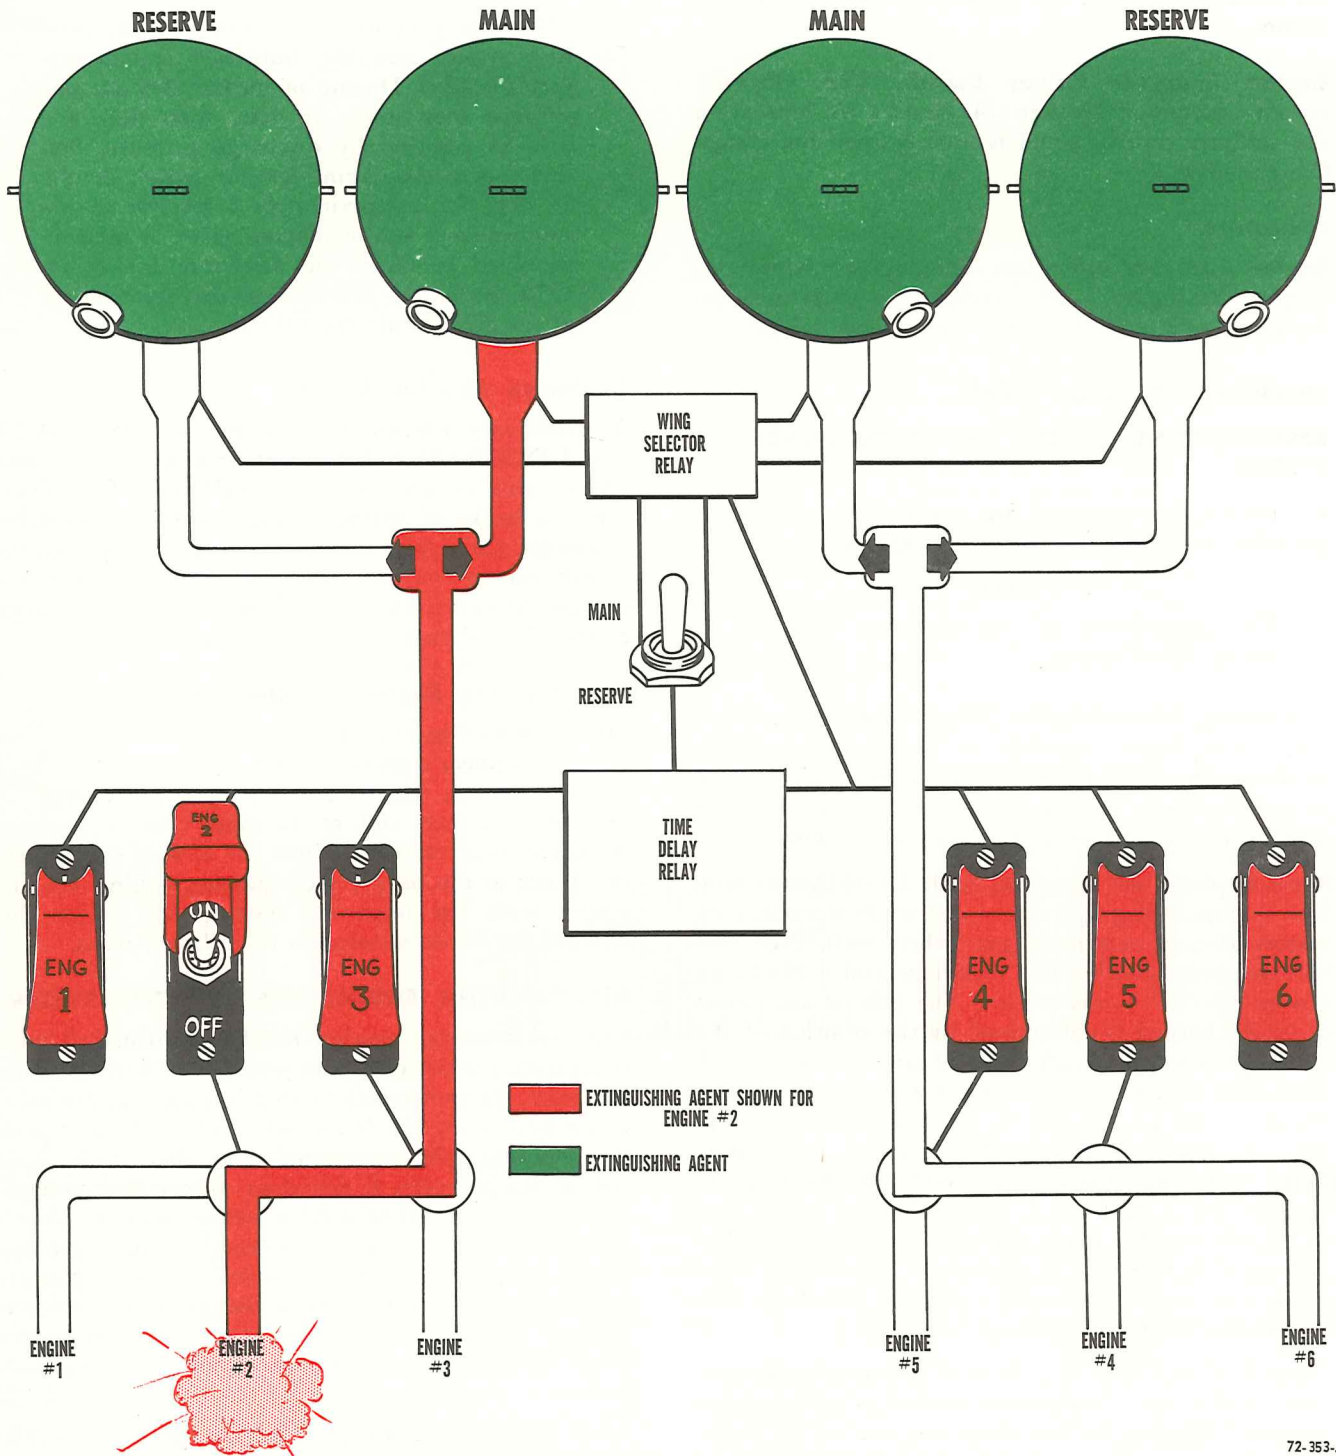 RESERVE
MAIN
MAIN
RESERVE
WING
SELECTOR
RELAY
MAIN
RESERVE
TIME
DELAY
RELAY
ENG
1
ENG
2
ON
OFF
ENG
3
ENG
4
ENG
5
ENG
6
EXTINGUISHING AGENT SHOWN FOR
ENGINE #2
EXTINGUISHING AGENT
ENGINE
#1
ENGINE
#2
ENGINE
#3
ENGINE
#5
ENGINE
#4
ENGINE
#6
72-353-